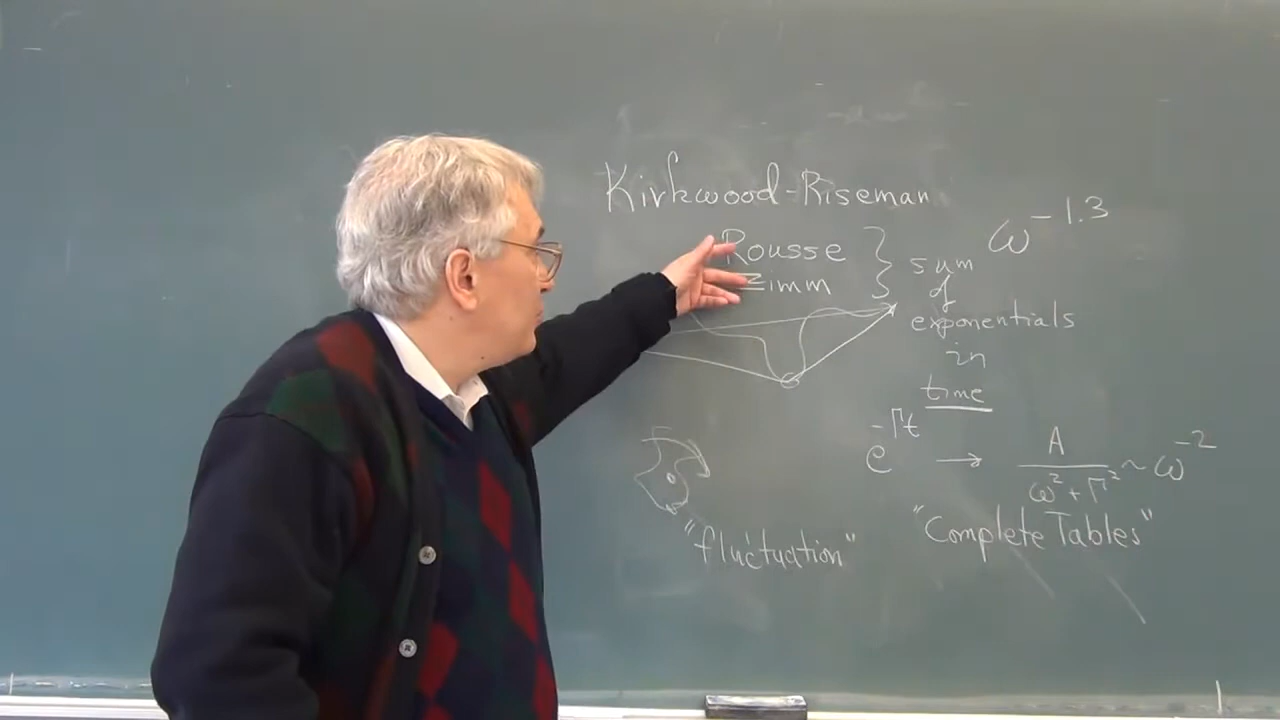 Kirkwood-Riseman
Rousse
Zimm
sum
of
exponentials
in
time
ω^-1.3
e^-Γt → A/(ω²+Γ²) ~ ω^-2
"fluctuation"
"Complete Tables"